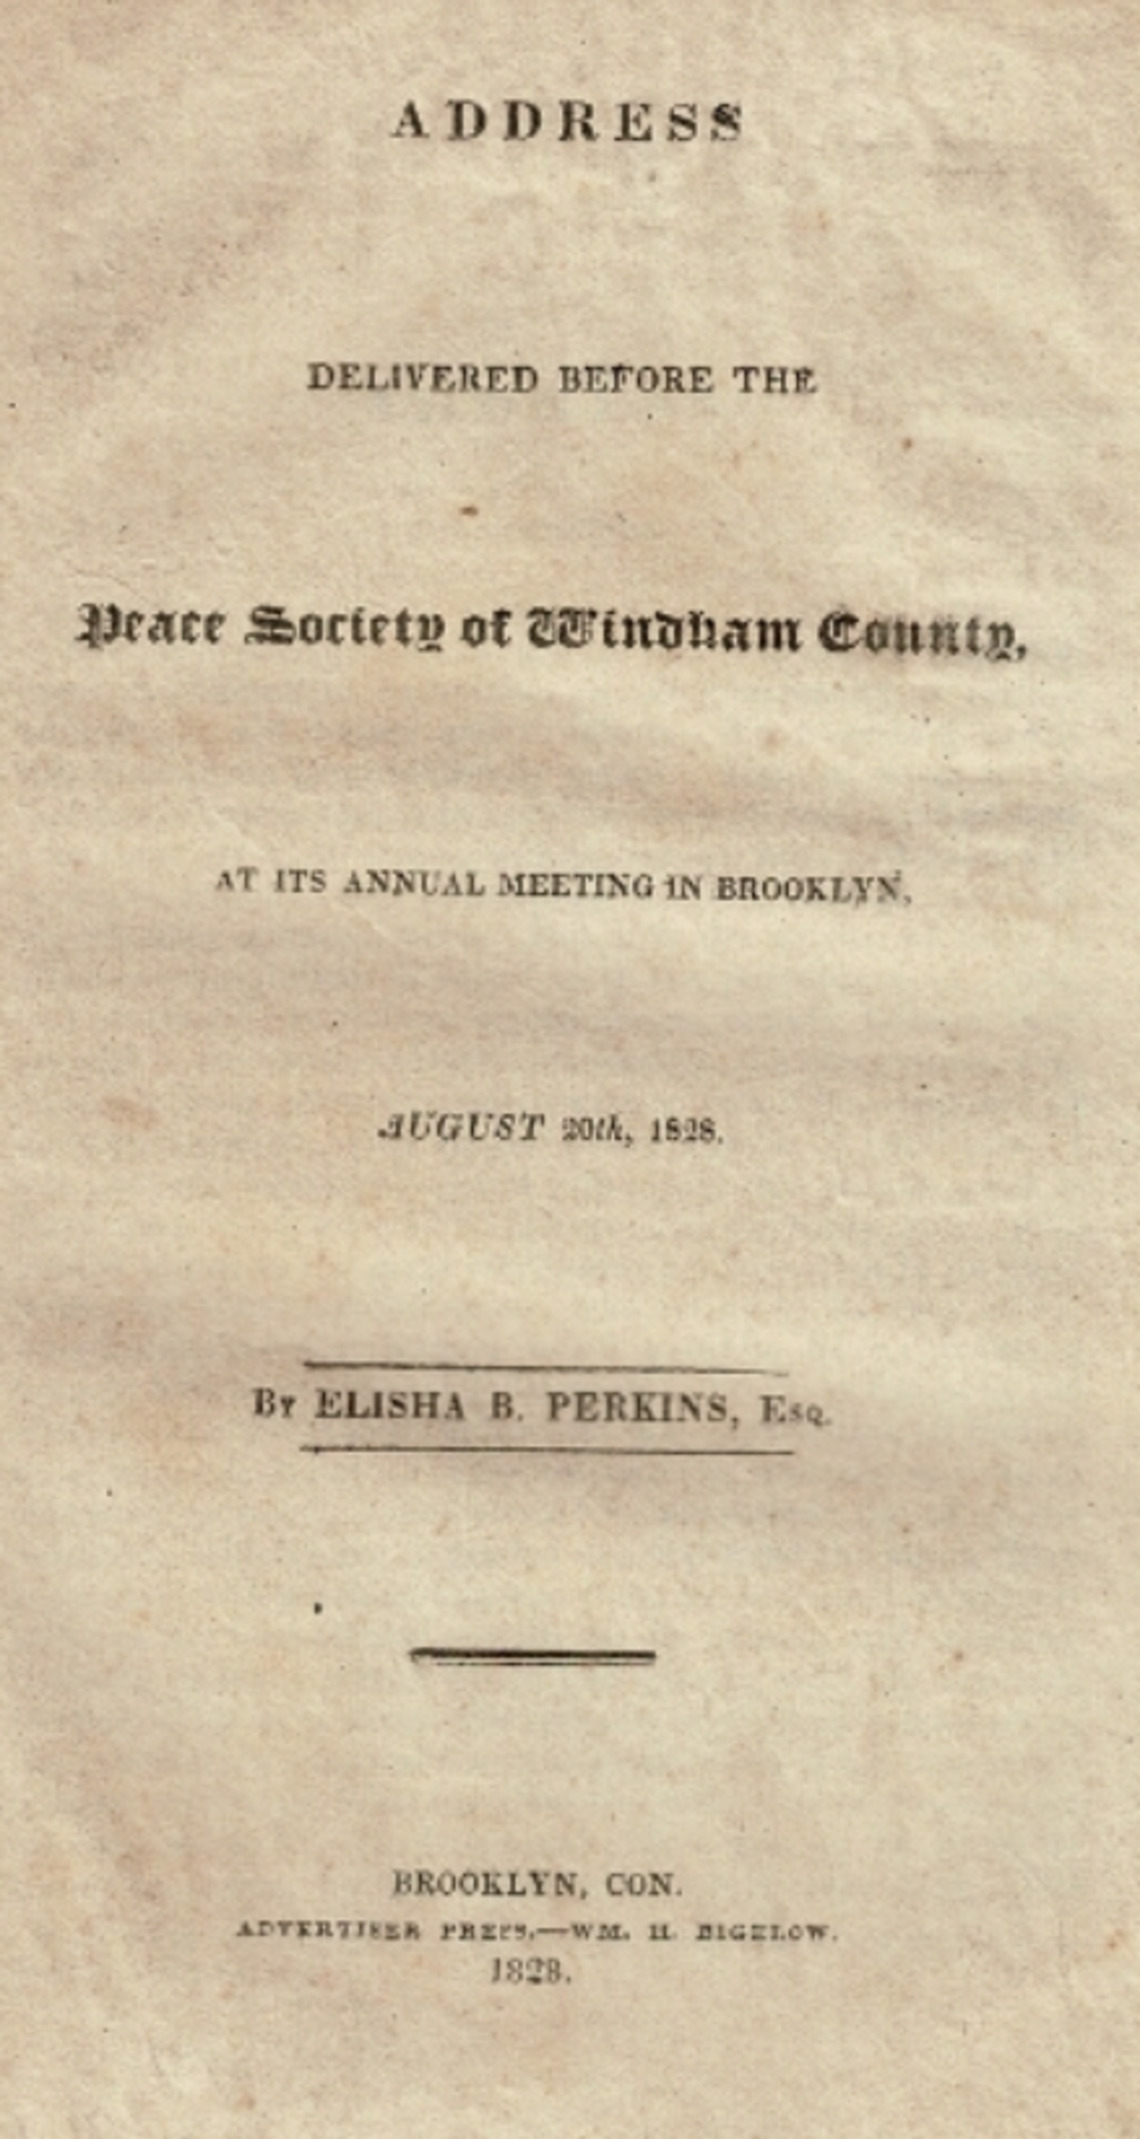 ADDRESS
DELIVERED BEFORE THE
Peace Society of Windham County,
AT ITS ANNUAL MEETING IN BROOKLYN,
AUGUST 20th, 1828.
By ELISHA B. PERKINS, Esq.
BROOKLYN, CON.
ADVERTISER PRESS.—WM. H. BIGELOW.
1828.